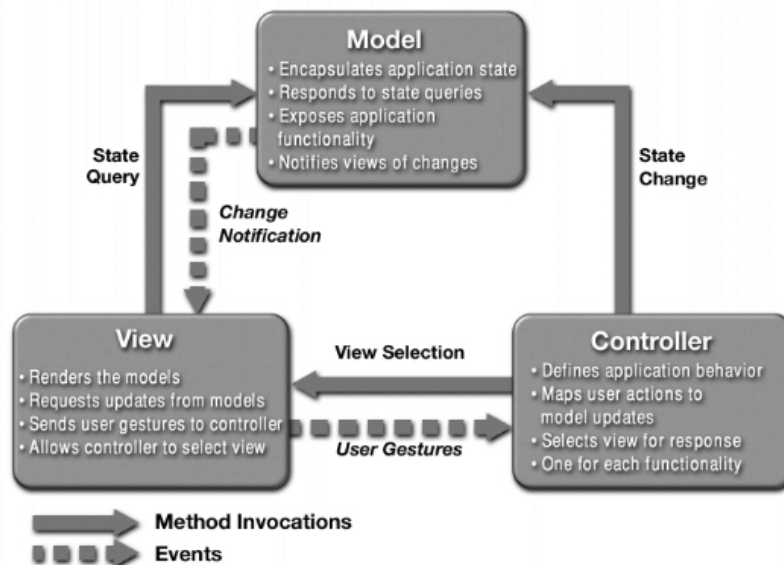 Model
• Encapsulates application state
• Responds to state queries
• Exposes application
functionality
• Notifies views of changes
State
Query
State
Change
Change
Notification
View
• Renders the models
• Requests updates from models
• Sends user gestures to controller
• Allows controller to select view
View Selection
User Gestures
Controller
• Defines application behavior
• Maps user actions to
model updates
• Selects view for response
• One for each functionality
Method Invocations
Events